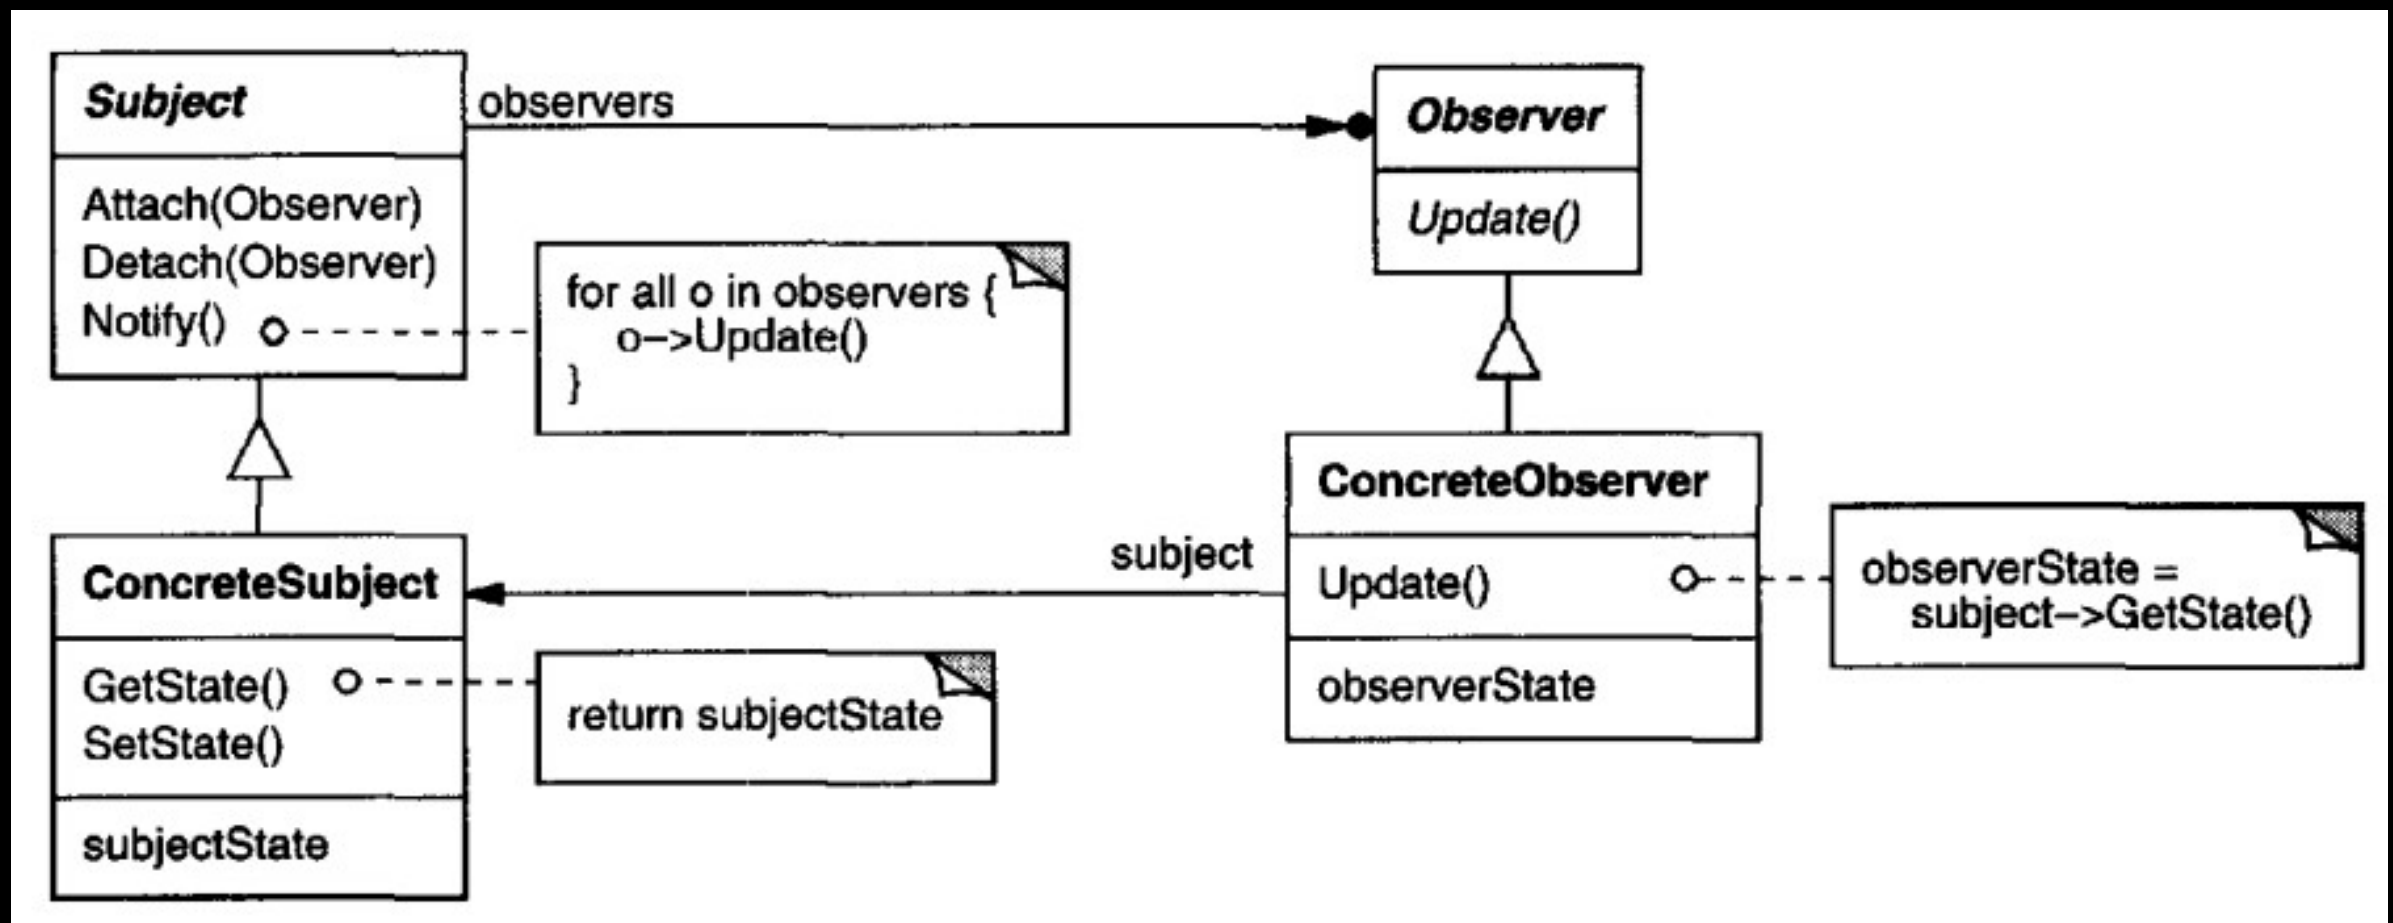 Subject
Attach(Observer)
Detach(Observer)
Notify()
observers
for all o in observers {
o–>Update()
}
Observer
Update()
ConcreteSubject
GetState()
SetState()
subjectState
return subjectState
subject
ConcreteObserver
Update()
observerState
observerState =
subject–>GetState()